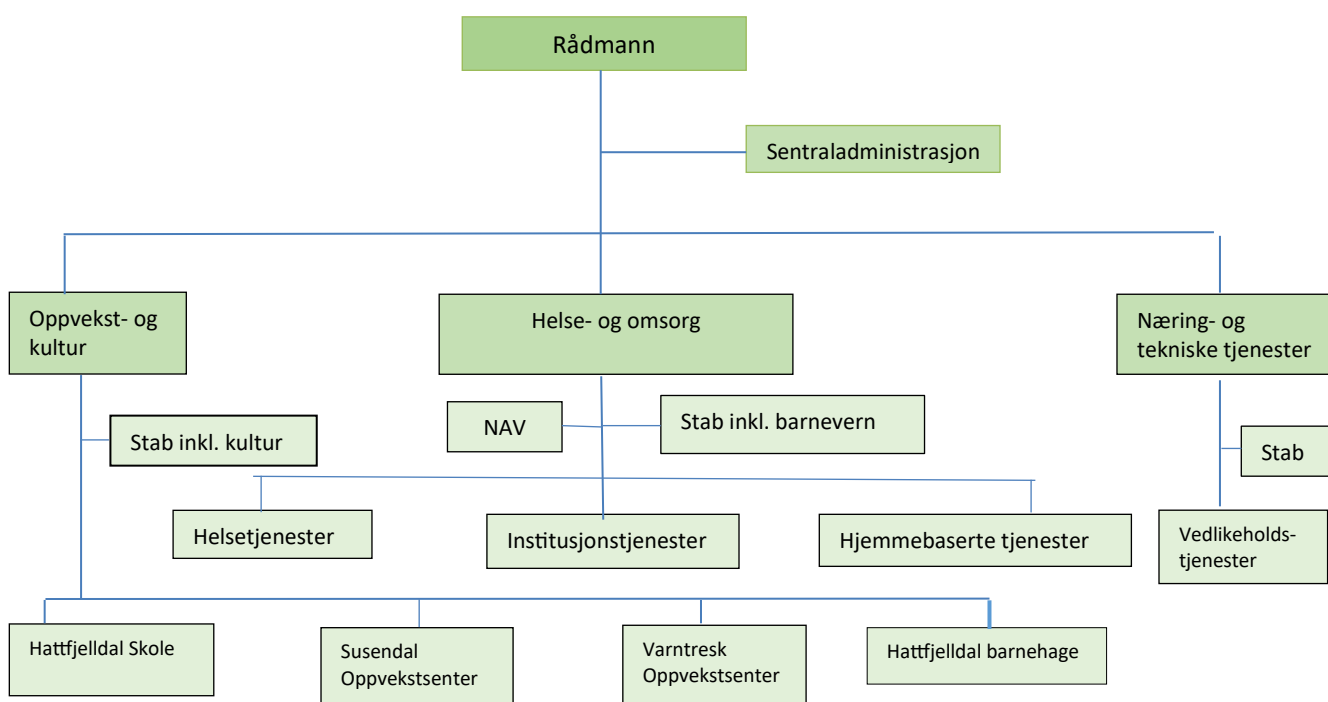 Rådmann
Sentraladministrasjon
Oppvekst- og
kultur
Helse- og omsorg
Næring- og
tekniske tjenester
Stab inkl. kultur
NAV
Stab inkl. barnevern
Stab
Helsetjenester
Institusjonstjenester
Hjemmebaserte tjenester
Vedlikeholds-
tjenester
Hattfjelldal Skole
Susendal
Oppvekstsenter
Varntresk
Oppvekstsenter
Hattfjelldal barnehage